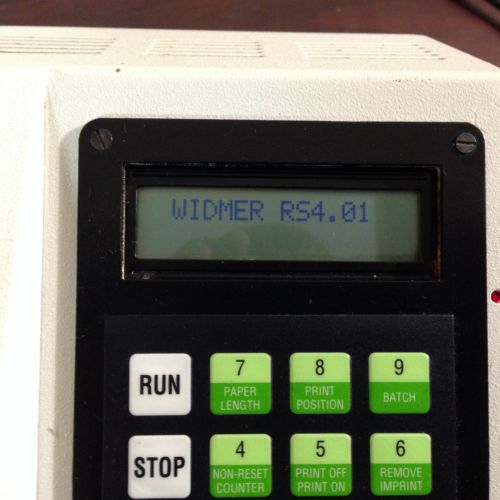 WIDMER RS4.01
RUN
7
PAPER
LENGTH
8
PRINT
POSITION
9
BATCH
STOP
4
NON-RESET
COUNTER
5
PRINT OFF
PRINT ON
6
REMOVE
IMPRINT